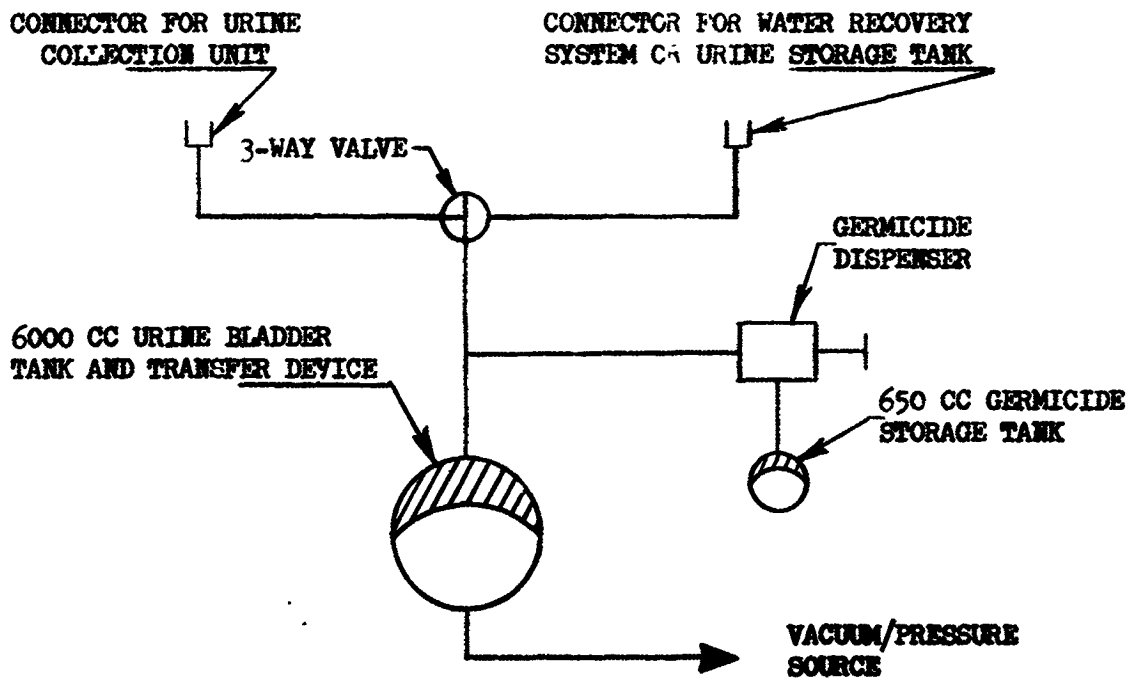 CONNECTOR FOR URINE
COLLECTION UNIT
CONNECTOR FOR WATER RECOVERY
SYSTEM OR URINE STORAGE TANK
3-WAY VALVE
GERMICIDE
DISPENSER
6000 CC URINE BLADDER
TANK AND TRANSFER DEVICE
650 CC GERMICIDE
STORAGE TANK
VACUUM/PRESSURE
SOURCE